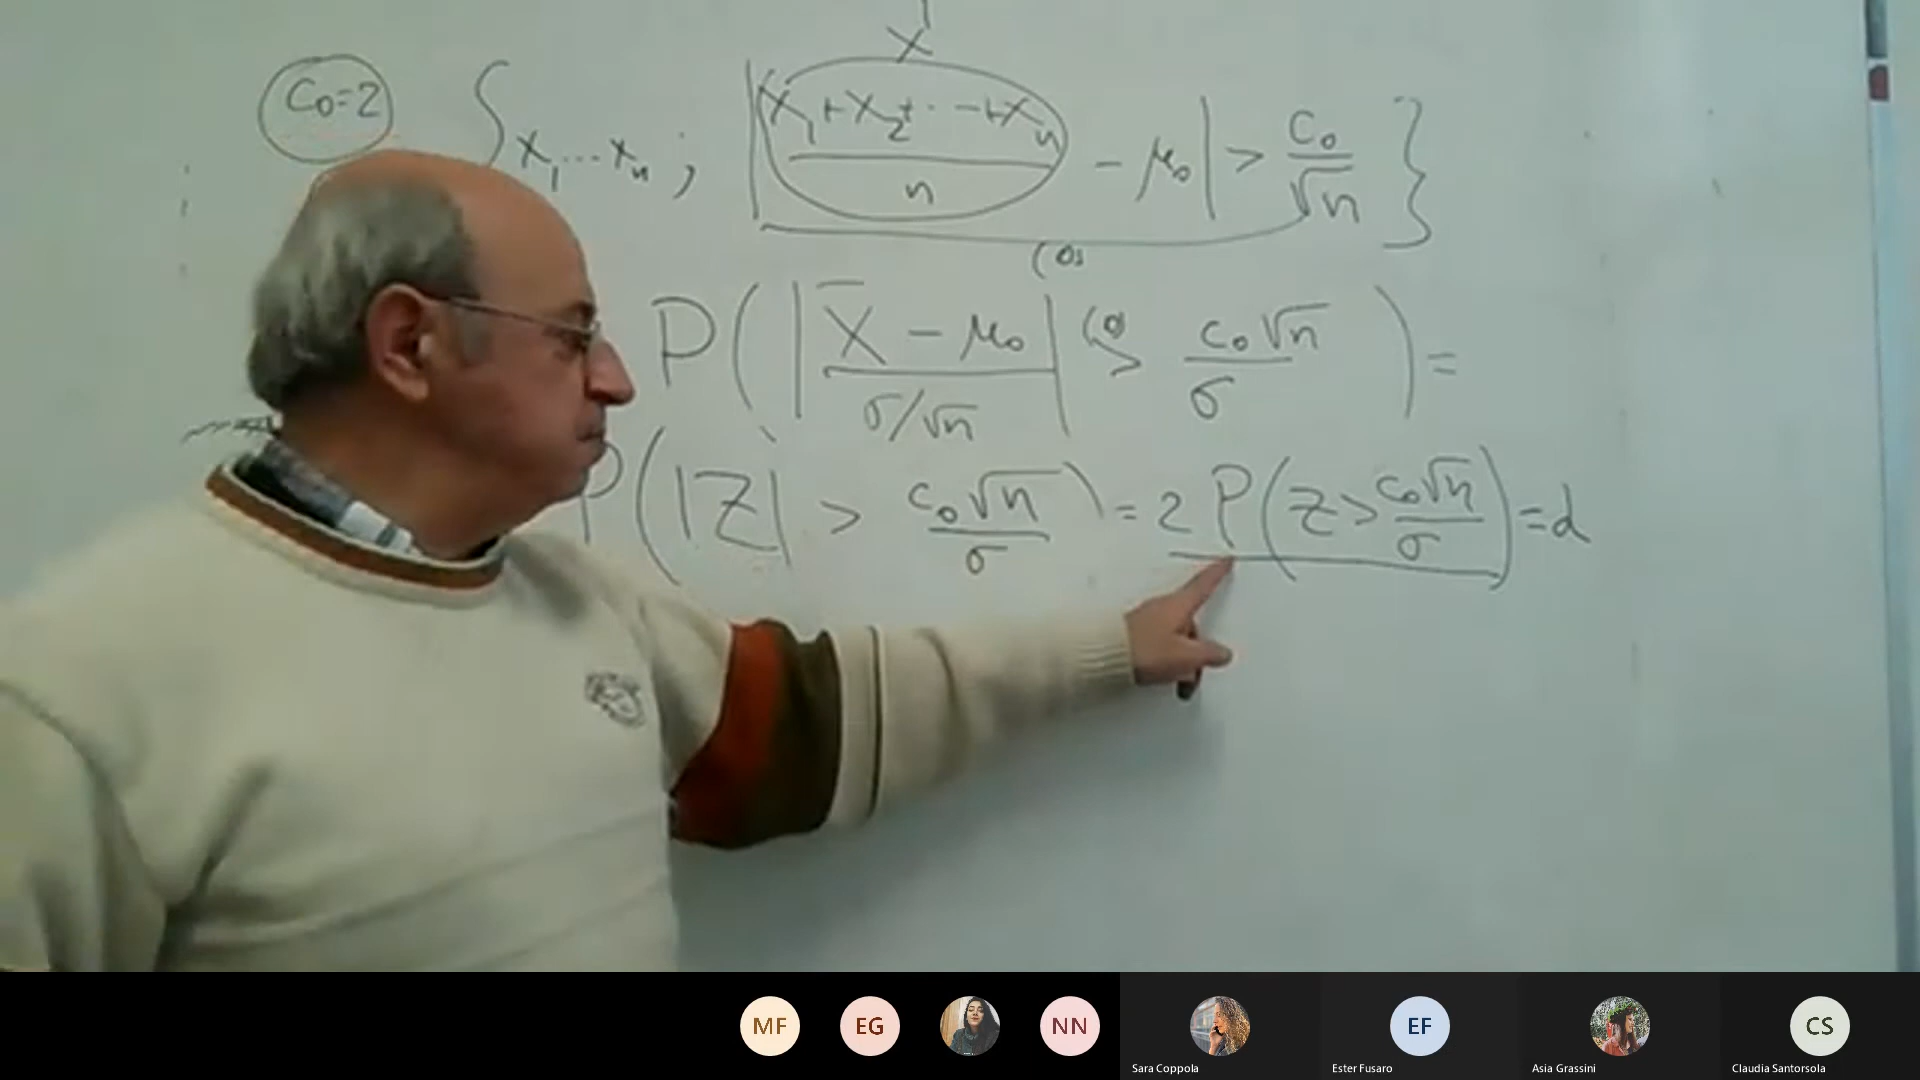 X̄
C₀=2 { X₁...Xₙ ; | (X₁+X₂+...+Xₙ)/n - μ₀ | > C₀/√n }
(os
P( | (X̄ - μ₀)/(σ/√n) | > C₀√n/σ ) =
P( |Z| > C₀√n/σ ) = 2 P( Z > C₀√n/σ ) = α
MF EG NN EF CS
Sara Coppola Ester Fusaro Asia Grassini Claudia Santorsola